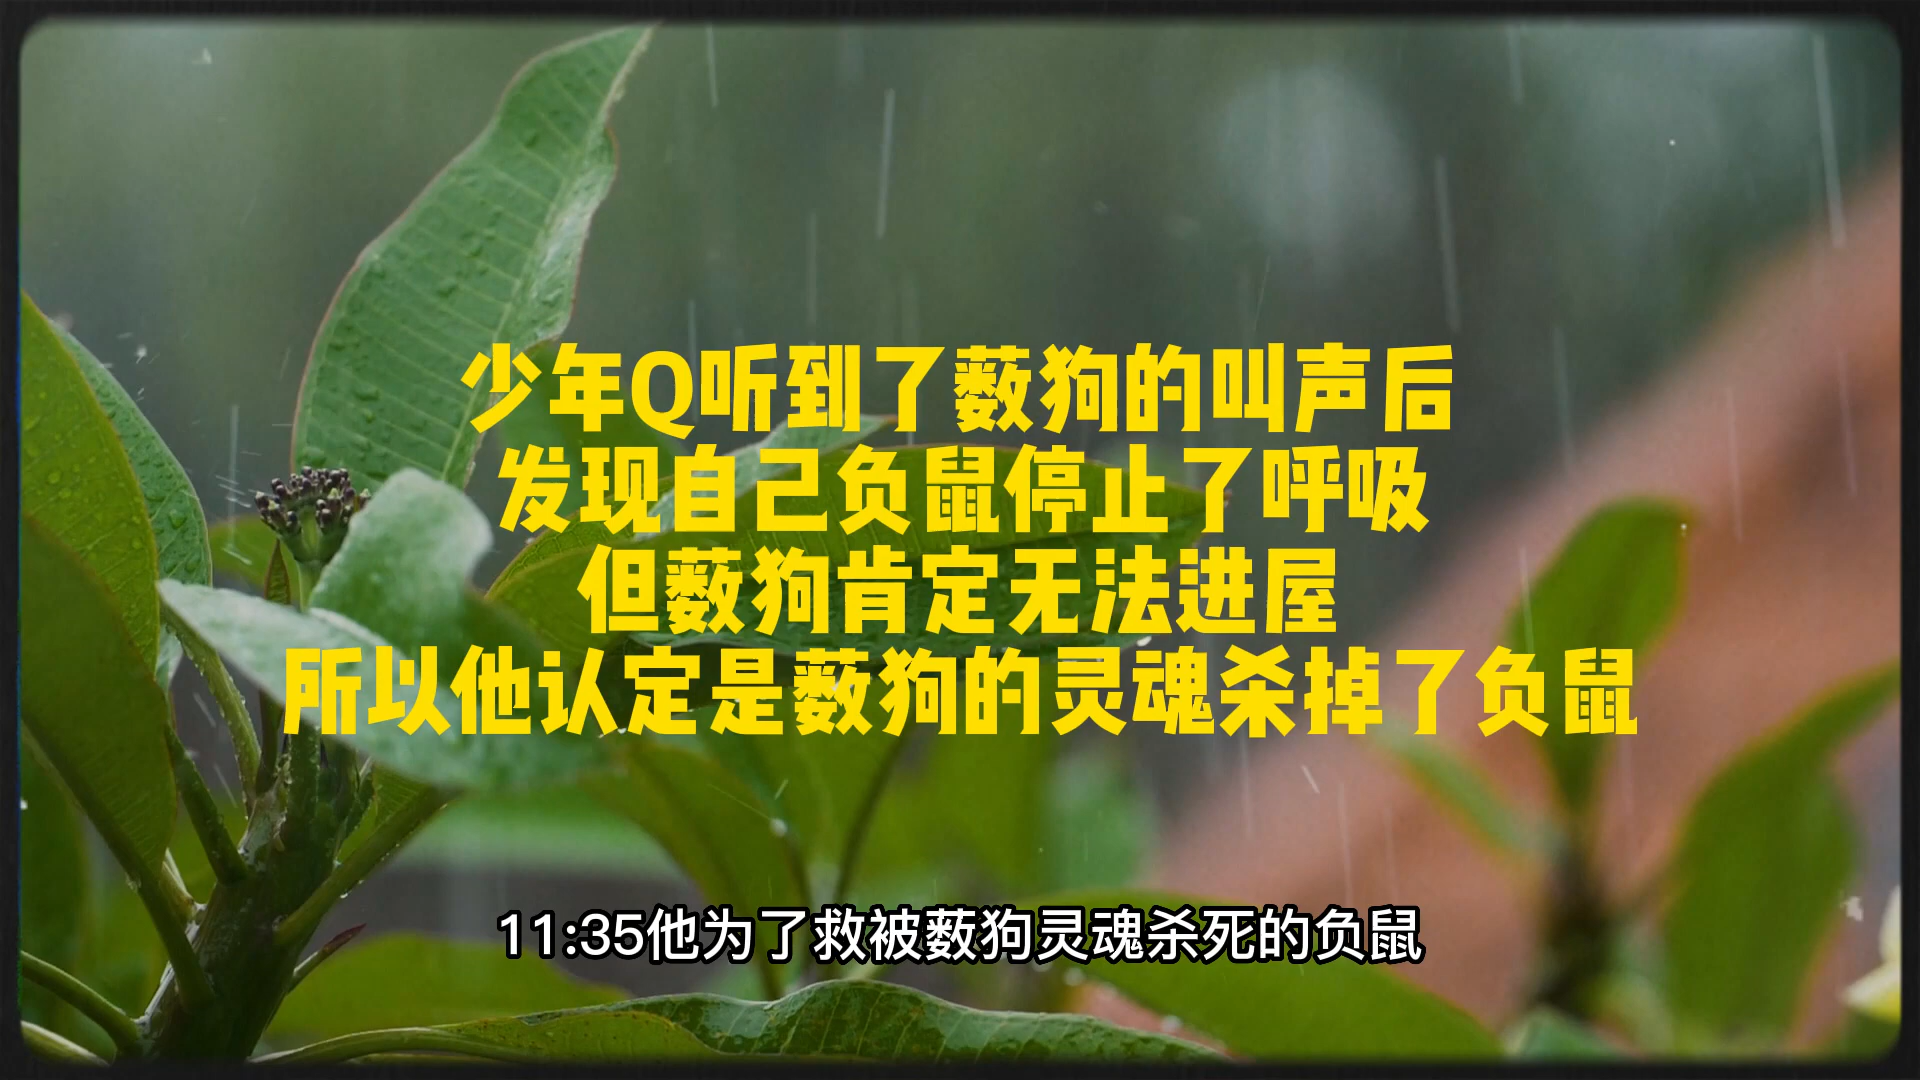 少年Q听到了薮狗的叫声后
发现自己负鼠停止了呼吸
但薮狗肯定无法进屋
所以他认定是薮狗的灵魂杀掉了负鼠
11:35他为了救被薮狗灵魂杀死的负鼠